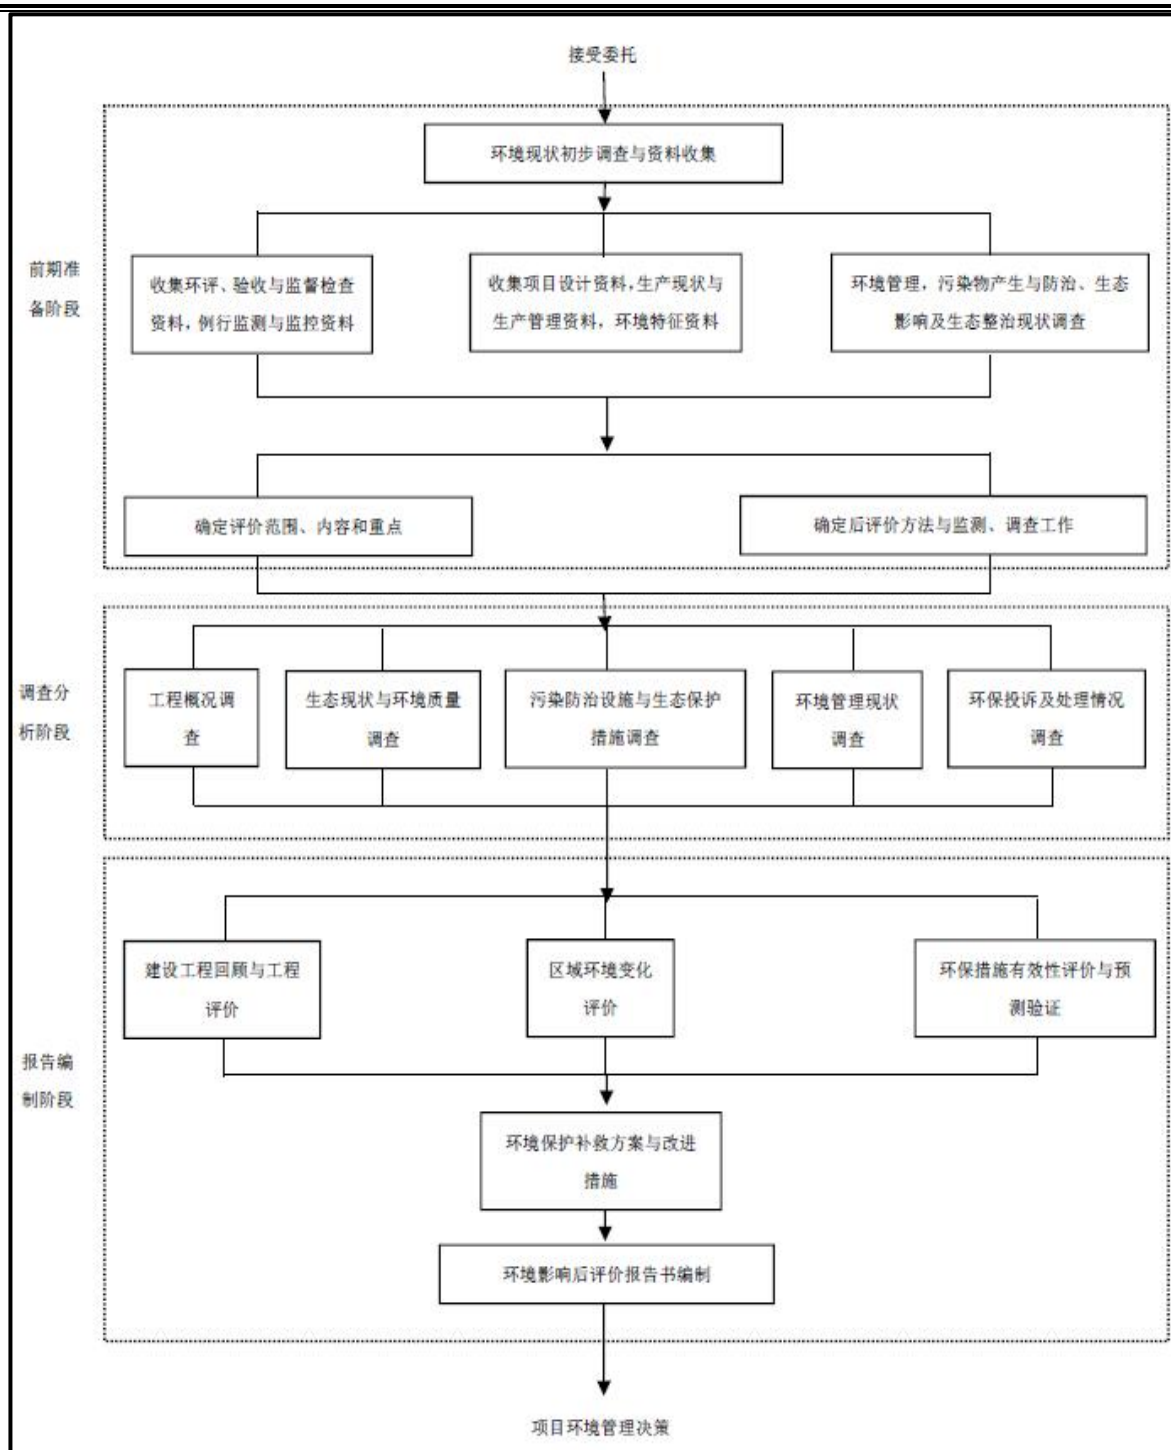 接受委托
环境现状初步调查与资料收集
前期准
备阶段
收集环评、验收与监督检查
资料，例行监测与监控资料
收集项目设计资料，生产现状与
生产管理资料，环境特征资料
环境管理，污染物产生与防治、生态
影响及生态整治现状调查
确定评价范围、内容和重点
确定后评价方法与监测、调查工作
调查分
析阶段
工程概况调
查
生态现状与环境质量
调查
污染防治设施与生态保护
措施调查
环境管理现状
调查
环保投诉及处理情况
调查
报告编
制阶段
建设工程回顾与工程
评价
区域环境变化
评价
环保措施有效性评价与预
测验证
环境保护补救方案与改进
措施
环境影响后评价报告书编制
项目环境管理决策